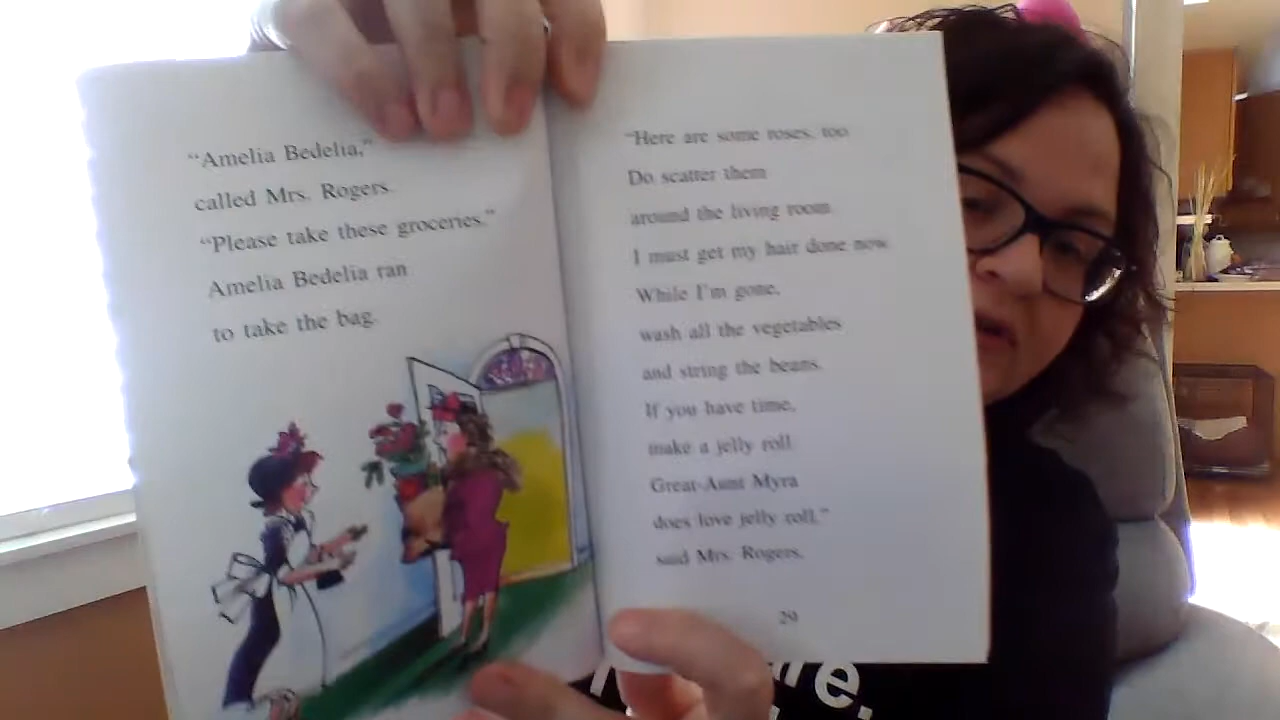 "Amelia Bedelia,"
called Mrs. Rogers.
"Please take these groceries."
Amelia Bedelia ran
to take the bag.
"Here are some roses, too
Do scatter them
around the living room.
I must get my hair done now.
While I'm gone,
wash all the vegetables
and string the beans.
If you have time,
make a jelly roll.
Great-Aunt Myra
does love jelly roll,"
said Mrs. Rogers.
29